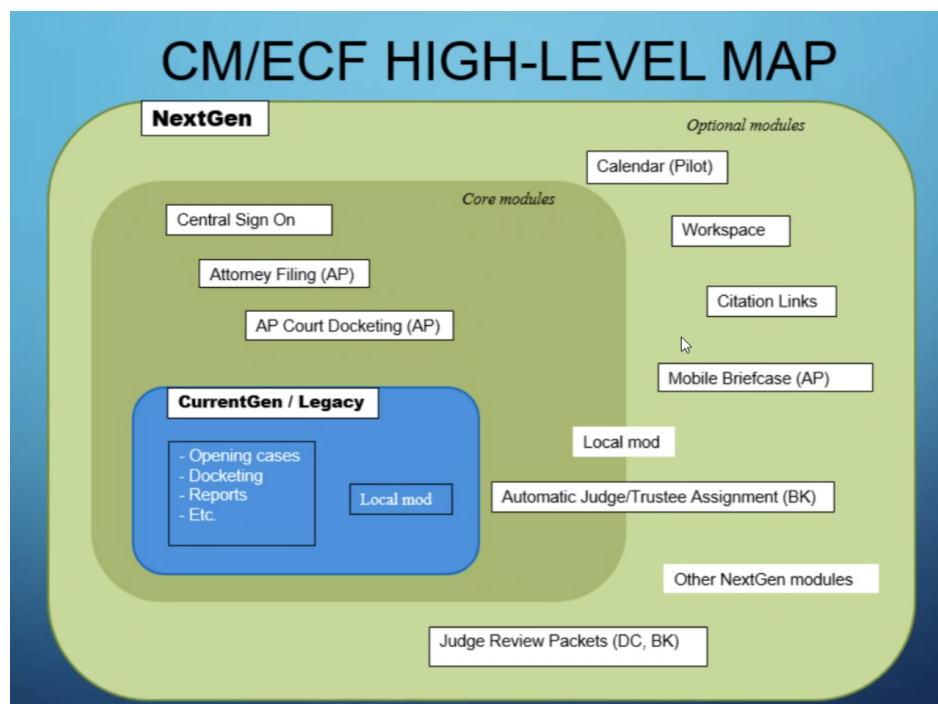 CM/ECF HIGH-LEVEL MAP
NextGen
Optional modules
Calendar (Pilot)
Core modules
Central Sign On
Workspace
Attorney Filing (AP)
Citation Links
AP Court Docketing (AP)
Mobile Briefcase (AP)
CurrentGen / Legacy
Local mod
- Opening cases
- Docketing
- Reports
- Etc.
Local mod
Automatic Judge/Trustee Assignment (BK)
Other NextGen modules
Judge Review Packets (DC, BK)